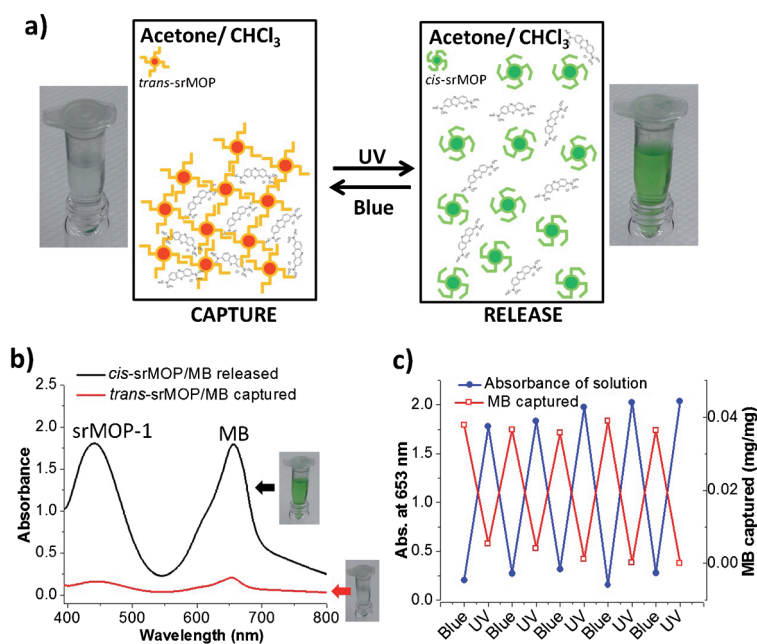 a)
Acetone/ CHCl3
trans-srMOP
CAPTURE
UV
Blue
Acetone/ CHCl3
cis-srMOP
RELEASE
b)
cis-srMOP/MB released
trans-srMOP/MB captured
srMOP-1
MB
Absorbance
2.5
2.0
1.5
1.0
0.5
0.0
400 500 600 700 800
Wavelength (nm)
c)
Absorbance of solution
MB captured
Abs. at 653 nm
2.0
1.5
1.0
0.5
0.0
0.04
0.02
0.00
MB captured (mg/mg)
Blue UV Blue UV Blue UV Blue UV Blue UV